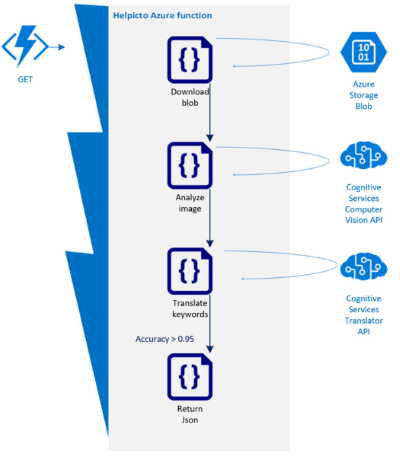 Helpicto Azure function
GET
Download
blob
10
01
Azure
Storage
Blob
Analyze
image
Cognitive
Services
Computer
Vision API
Translate
keywords
Cognitive
Services
Translator
API
Accuracy > 0.95
Return
Json